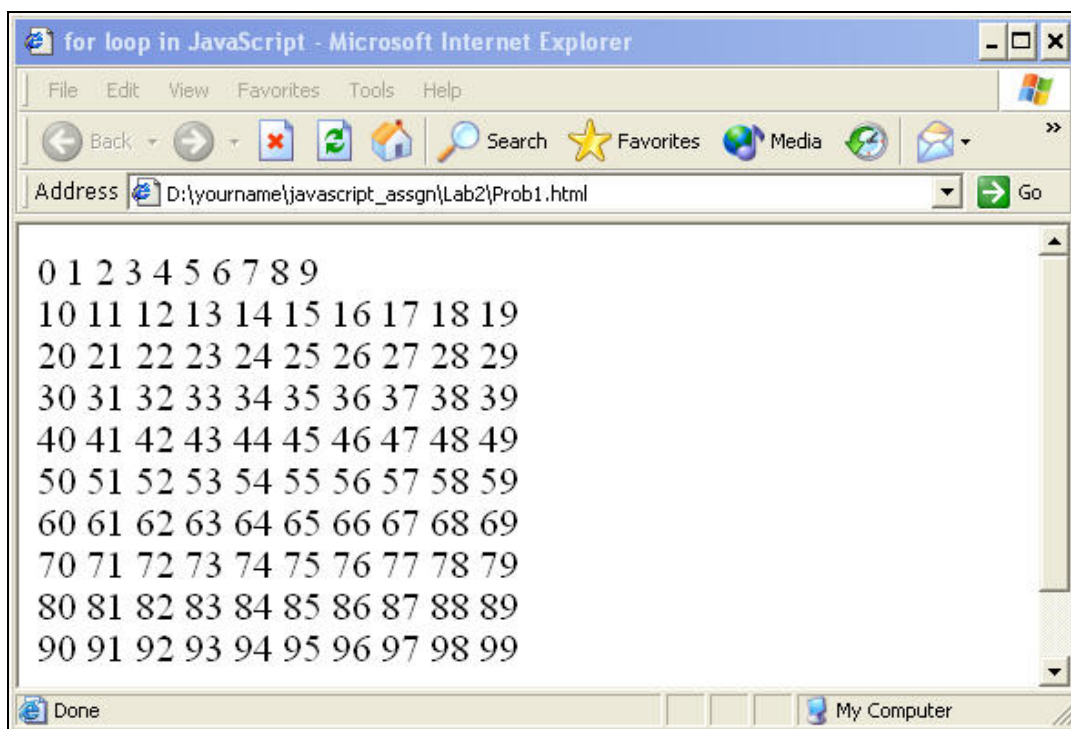 for loop in JavaScript - Microsoft Internet Explorer
File Edit View Favorites Tools Help
Back Search Favorites Media
Address D:\yourname\javascript_assgn\Lab2\Prob1.html Go
0 1 2 3 4 5 6 7 8 9
10 11 12 13 14 15 16 17 18 19
20 21 22 23 24 25 26 27 28 29
30 31 32 33 34 35 36 37 38 39
40 41 42 43 44 45 46 47 48 49
50 51 52 53 54 55 56 57 58 59
60 61 62 63 64 65 66 67 68 69
70 71 72 73 74 75 76 77 78 79
80 81 82 83 84 85 86 87 88 89
90 91 92 93 94 95 96 97 98 99
Done My Computer